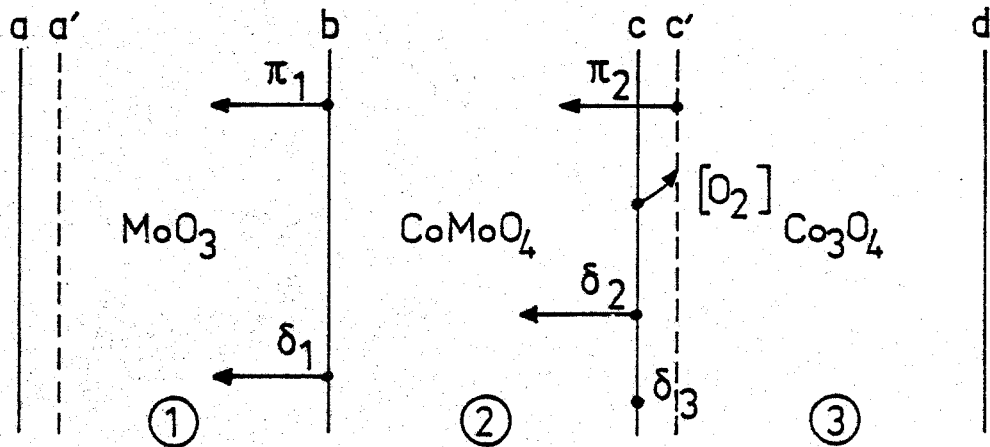 a a′ b c c′ d
π₁ π₂
[O₂]
MoO₃ CoMoO₄ Co₃O₄
δ₂
δ₁
δ₃
① ② ③